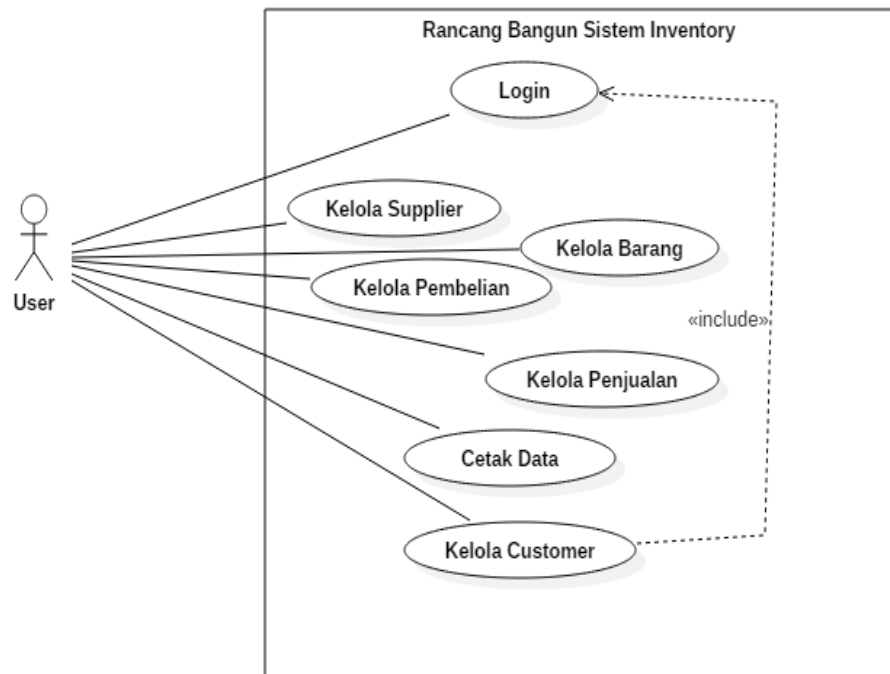 Rancang Bangun Sistem Inventory
Login
Kelola Supplier
Kelola Barang
User
Kelola Pembelian
«include»
Kelola Penjualan
Cetak Data
Kelola Customer